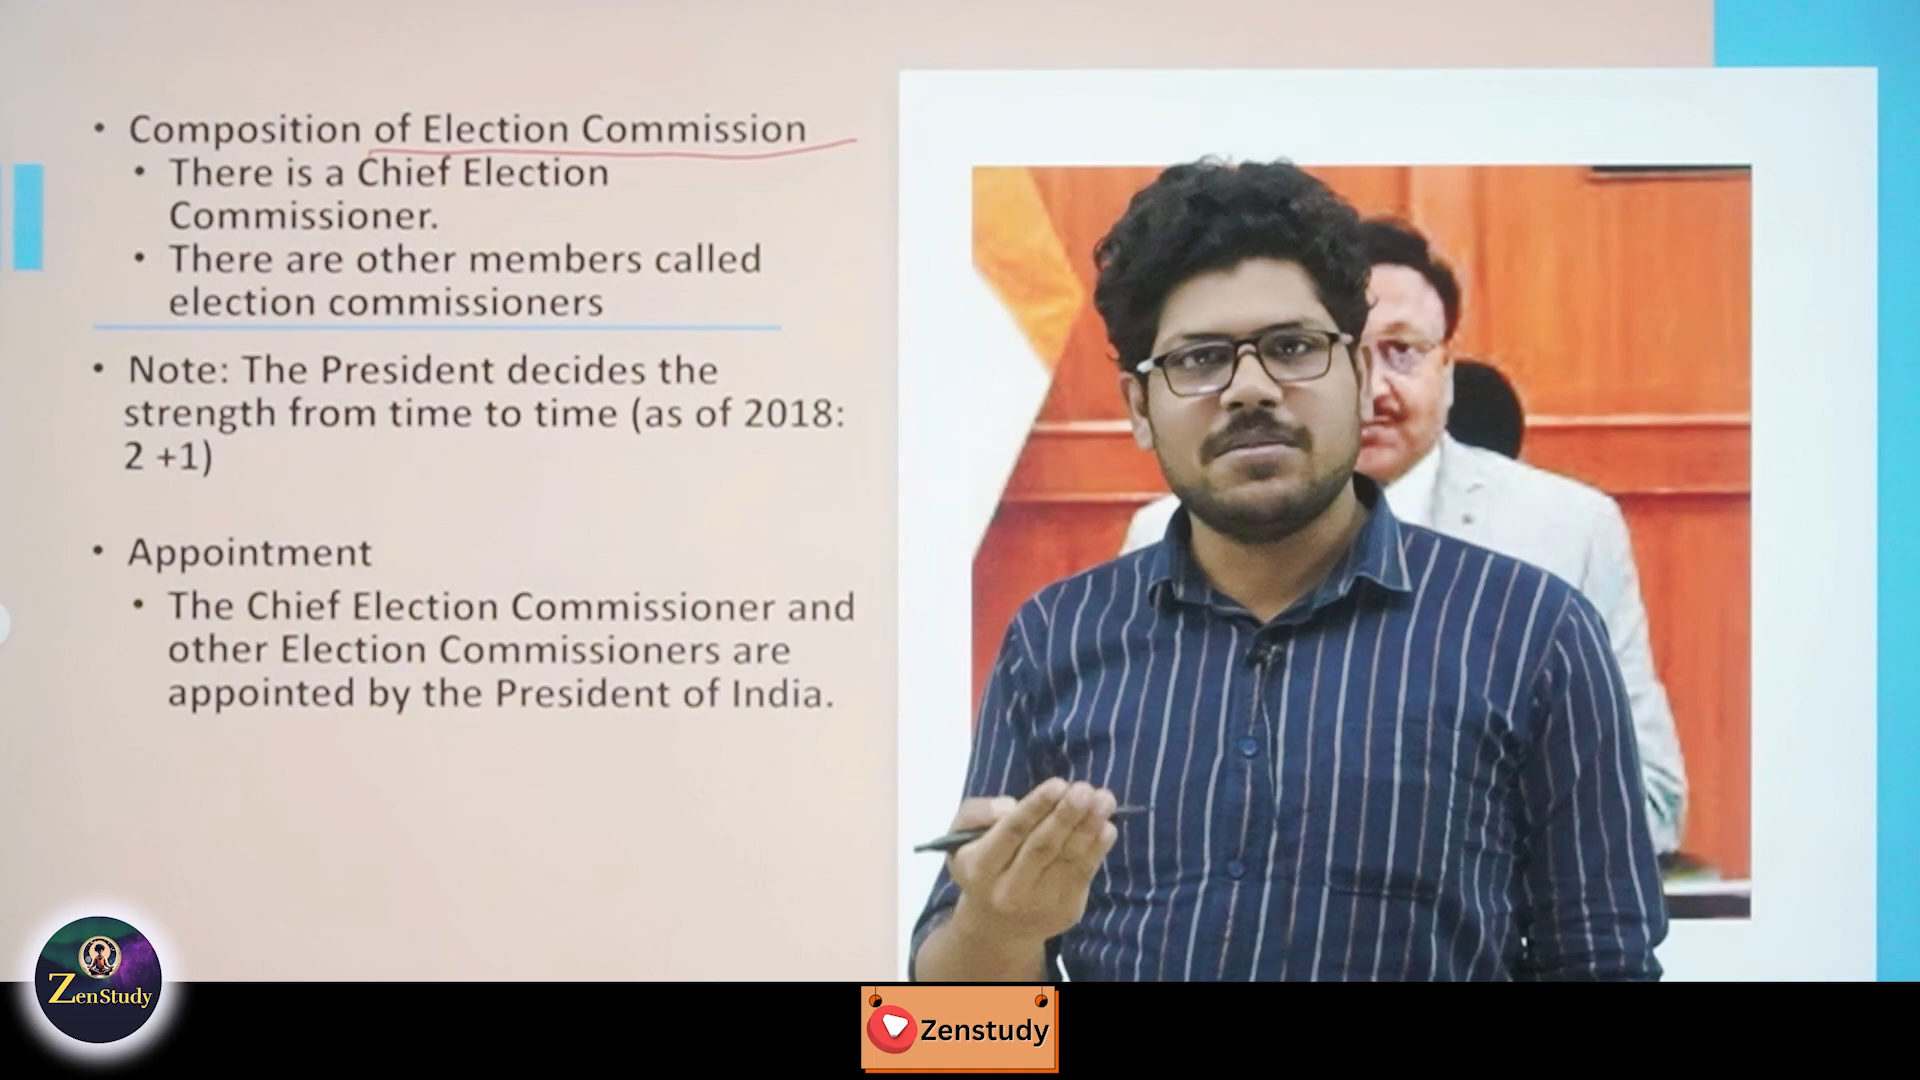 • Composition of Election Commission
• There is a Chief Election
Commissioner.
• There are other members called
election commissioners
• Note: The President decides the
strength from time to time (as of 2018:
2 +1)
• Appointment
• The Chief Election Commissioner and
other Election Commissioners are
appointed by the President of India.
ZenStudy
Zenstudy